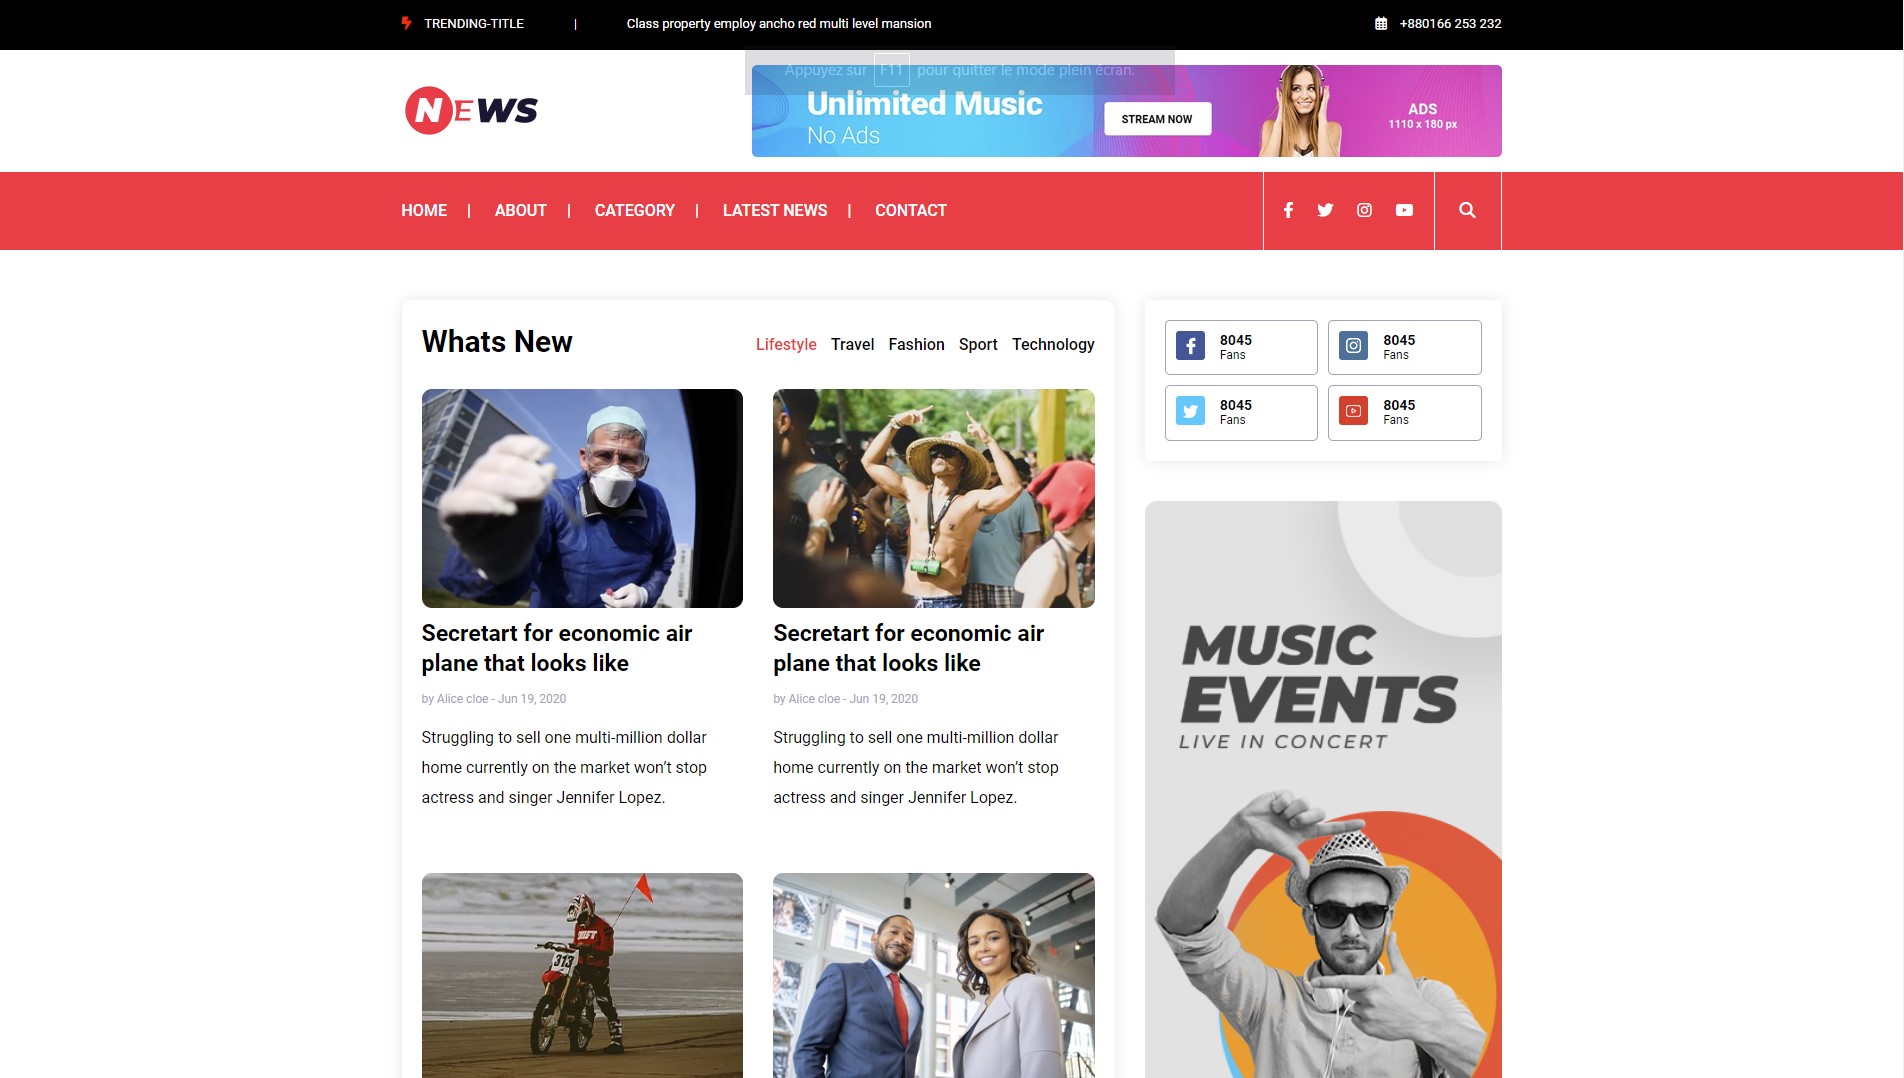 TRENDING-TITLE | Class property employ ancho red multi level mansion +880166 253 232
Appuyez sur F11 pour quitter le mode plein écran.
NEWS
Unlimited Music
No Ads
STREAM NOW
ADS
1110 x 180 px
HOME | ABOUT | CATEGORY | LATEST NEWS | CONTACT
Whats New
Lifestyle Travel Fashion Sport Technology
8045
Fans
8045
Fans
8045
Fans
8045
Fans
Secretart for economic air
plane that looks like
by Alice cloe - Jun 19, 2020
Struggling to sell one multi-million dollar
home currently on the market won’t stop
actress and singer Jennifer Lopez.
Secretart for economic air
plane that looks like
by Alice cloe - Jun 19, 2020
Struggling to sell one multi-million dollar
home currently on the market won’t stop
actress and singer Jennifer Lopez.
MUSIC
EVENTS
LIVE IN CONCERT
313